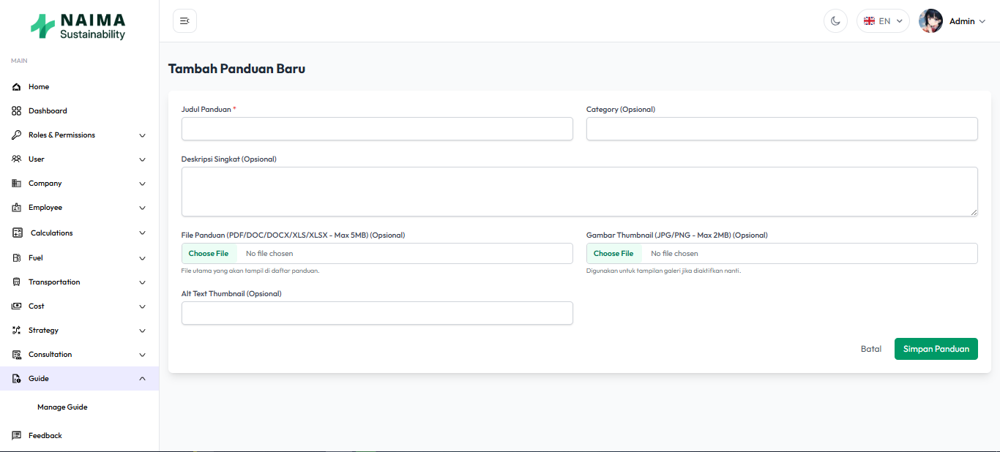 NAIMA
Sustainability
EN
Admin
MAIN
Home
Dashboard
Roles & Permissions
User
Company
Employee
Calculations
Fuel
Transportation
Cost
Strategy
Consultation
Guide
Manage Guide
Feedback
Tambah Panduan Baru
Judul Panduan *
Category (Opsional)
Deskripsi Singkat (Opsional)
File Panduan (PDF/DOC/DOCX/XLS/XLSX - Max 5MB) (Opsional)
Gambar Thumbnail (JPG/PNG - Max 2MB) (Opsional)
Choose File No file chosen
Choose File No file chosen
File utama yang akan tampil di daftar panduan.
Digunakan untuk tampilan galeri jika diaktifkan nanti.
Alt Text Thumbnail (Opsional)
Batal
Simpan Panduan